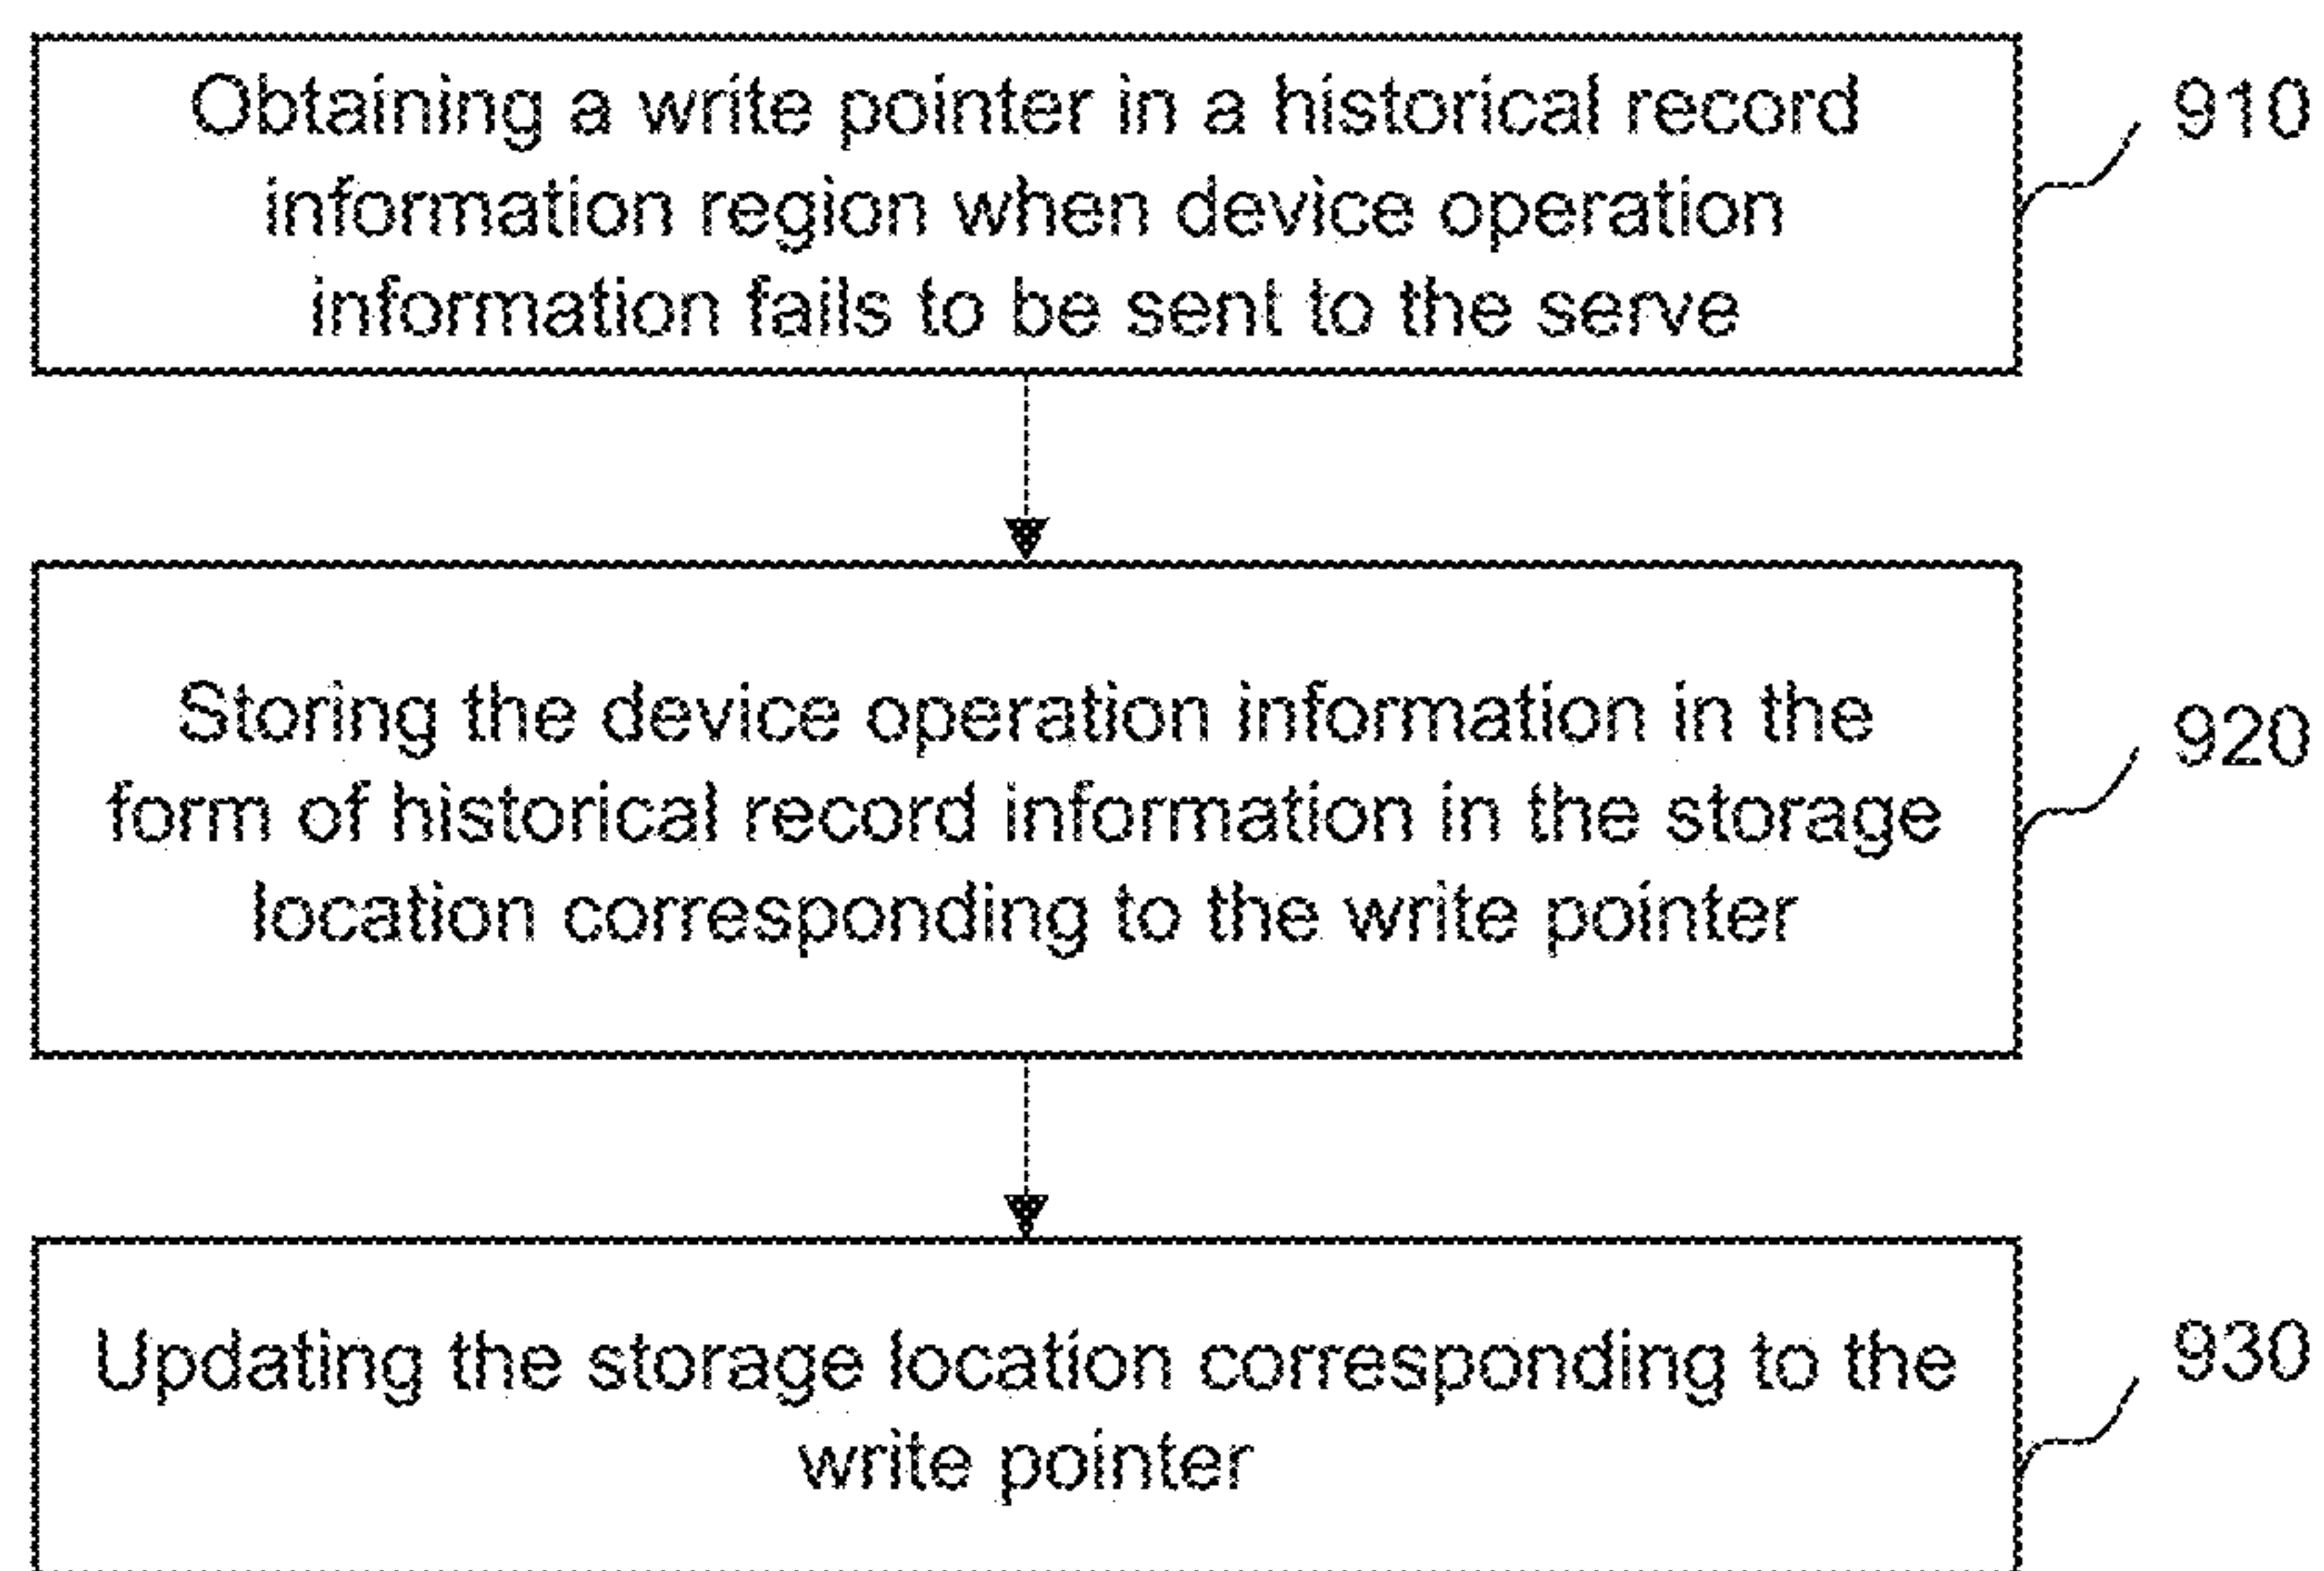 Obtaining a write pointer in a historical record
910
information region when device operation
information fails to be sent to the serve
Storing the device operation information in the
920
form of historical record information in the storage
location corresponding to the write pointer
Updating the storage location corresponding to the
930
write pointer